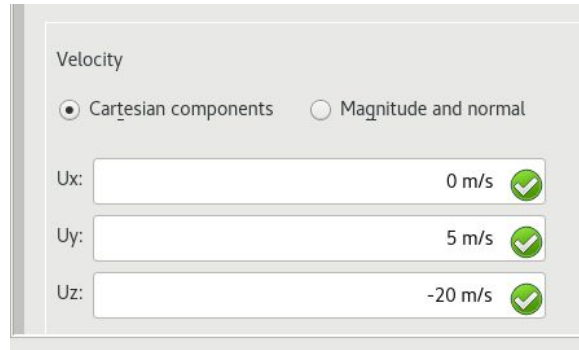 Velocity
Cartesian components Magnitude and normal
Ux: 0 m/s
Uy: 5 m/s
Uz: -20 m/s